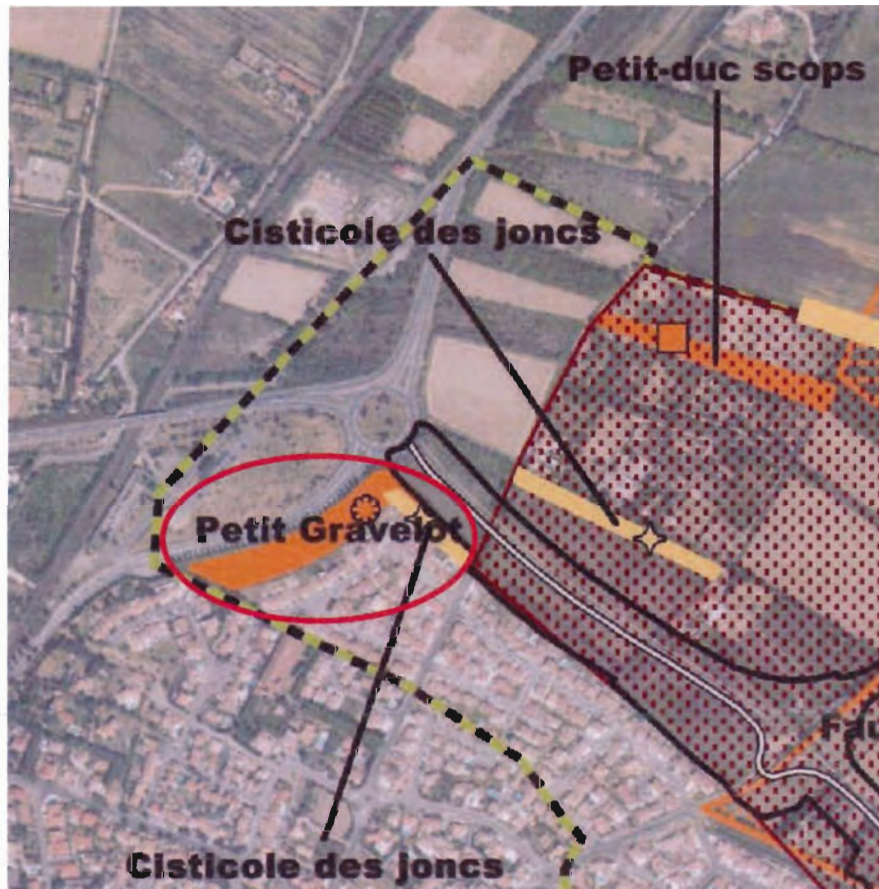 Petit-duc scops
Cisticole des joncs
Petit Gravelot
Cisticole des joncs